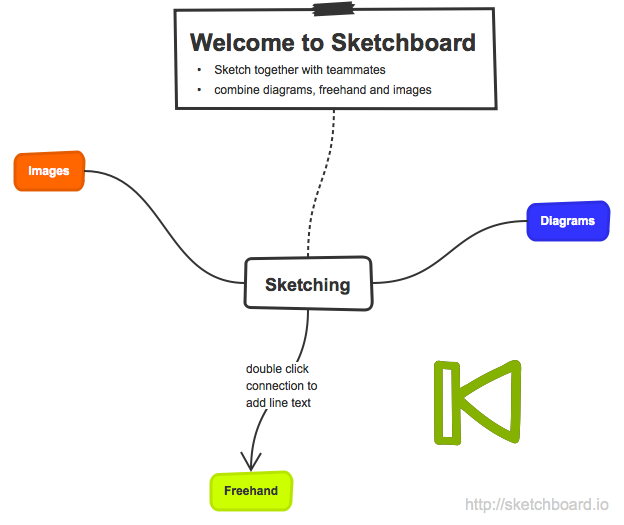 Welcome to Sketchboard
• Sketch together with teammates
• combine diagrams, freehand and images
Images
Diagrams
Sketching
double click
connection to
add line text
Freehand
http://sketchboard.io